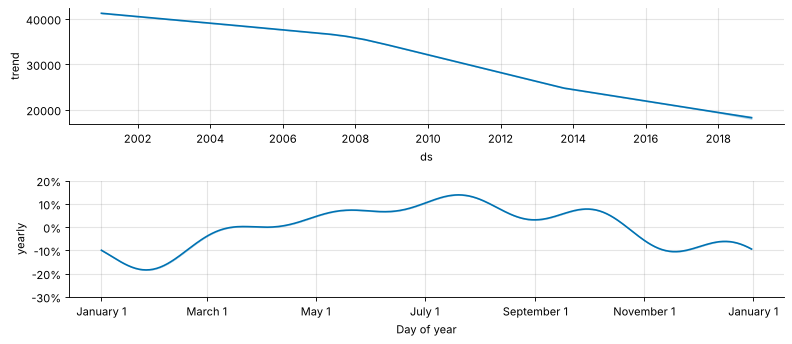 40000
30000
20000
trend
2002 2004 2006 2008 2010 2012 2014 2016 2018
ds
20%
10%
0%
-10%
-20%
-30%
yearly
January 1 March 1 May 1 July 1 September 1 November 1 January 1
Day of year